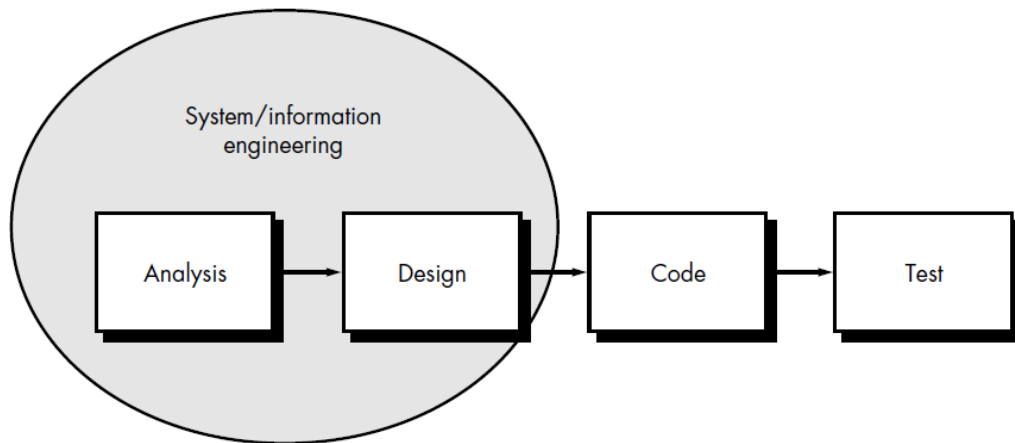 System/information
engineering
Analysis
Design
Code
Test